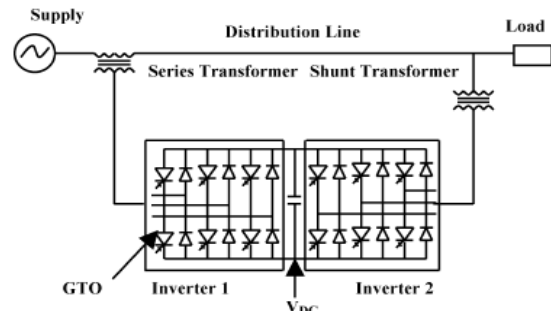 Supply
Load
Distribution Line
Series Transformer
Shunt Transformer
GTO
Inverter 1
Inverter 2
VDC